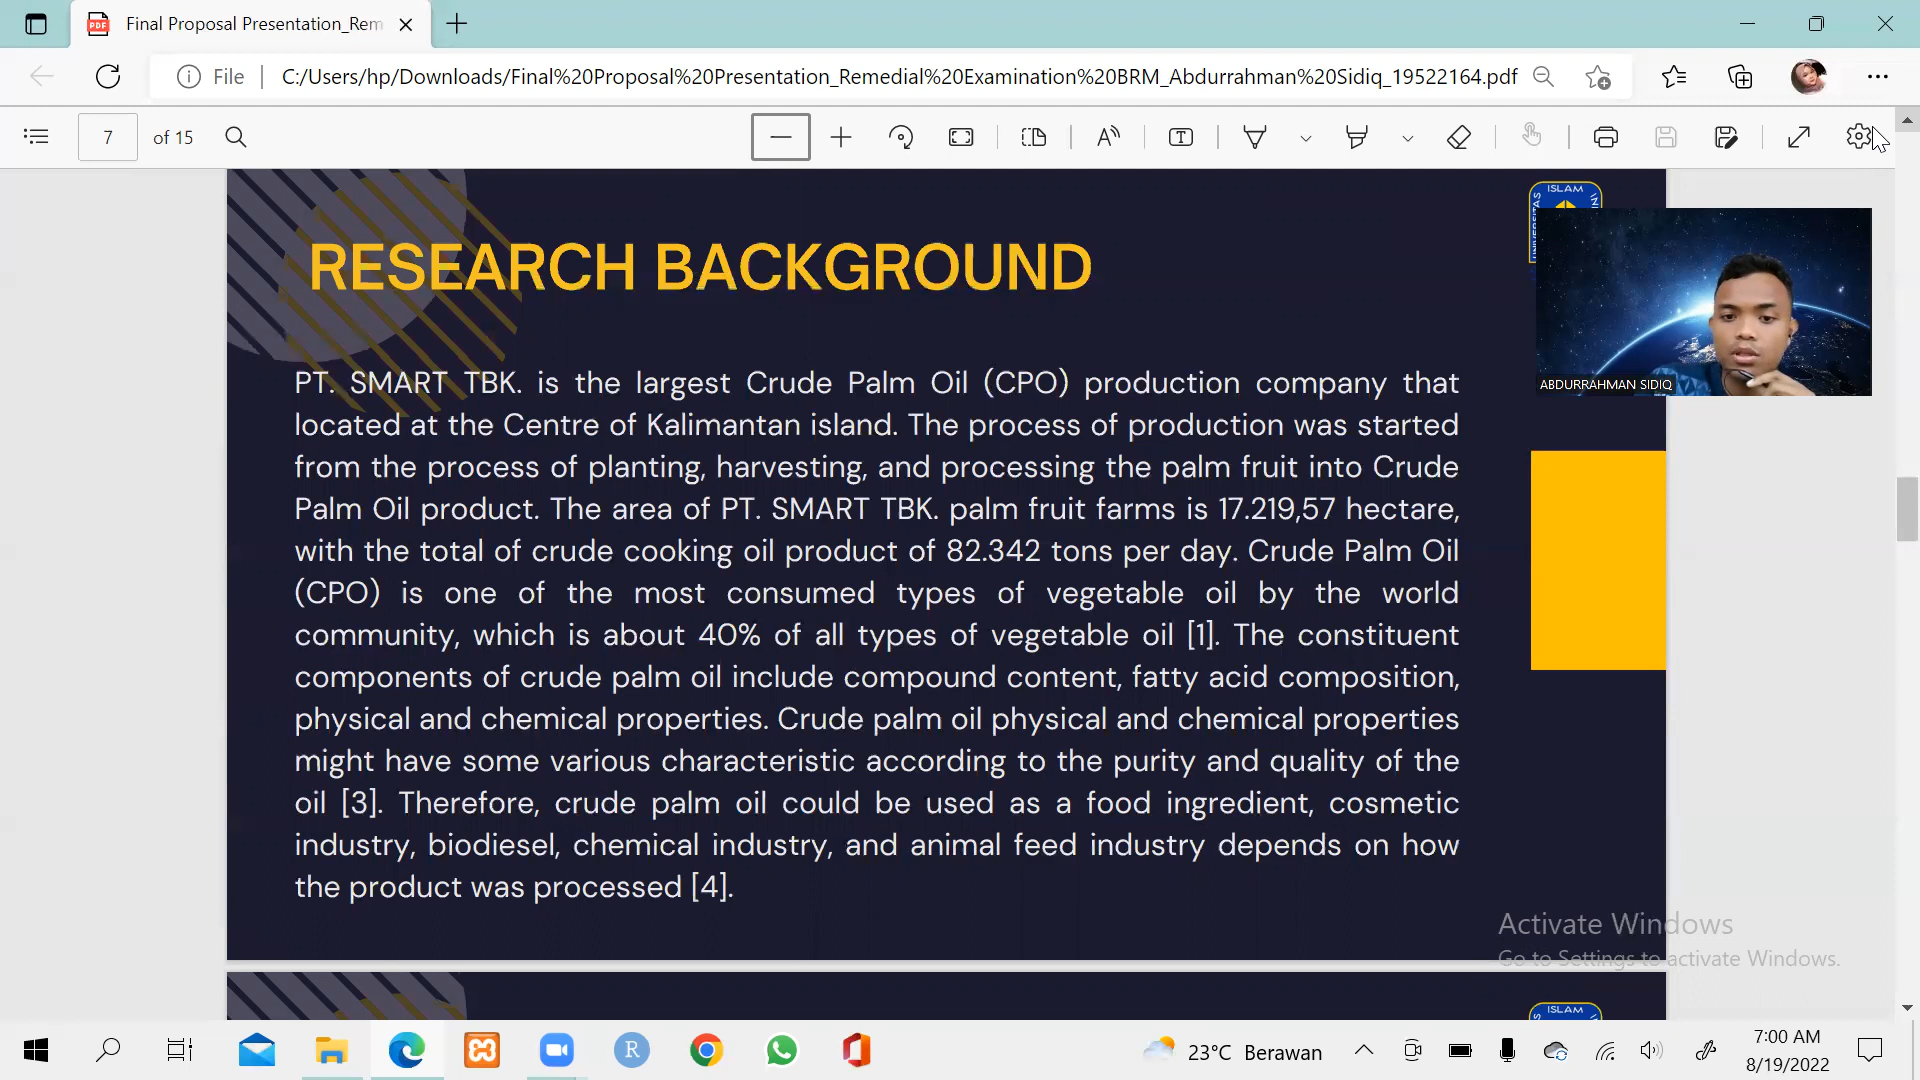 Final Proposal Presentation_Rem
File
C:/Users/hp/Downloads/Final%20Proposal%20Presentation_Remedial%20Examination%20BRM_Abdurrahman%20Sidiq_19522164.pdf
7 of 15
ISLAM
UNIVERSITAS
RESEARCH BACKGROUND
ABDURRAHMAN SIDIQ
PT. SMART TBK. is the largest Crude Palm Oil (CPO) production company that
located at the Centre of Kalimantan island. The process of production was started
from the process of planting, harvesting, and processing the palm fruit into Crude
Palm Oil product. The area of PT. SMART TBK. palm fruit farms is 17.219,57 hectare,
with the total of crude cooking oil product of 82.342 tons per day. Crude Palm Oil
(CPO) is one of the most consumed types of vegetable oil by the world
community, which is about 40% of all types of vegetable oil [1]. The constituent
components of crude palm oil include compound content, fatty acid composition,
physical and chemical properties. Crude palm oil physical and chemical properties
might have some various characteristic according to the purity and quality of the
oil [3]. Therefore, crude palm oil could be used as a food ingredient, cosmetic
industry, biodiesel, chemical industry, and animal feed industry depends on how
the product was processed [4].
Activate Windows
Go to Settings to activate Windows.
ISLAM
23°C Berawan
7:00 AM
8/19/2022